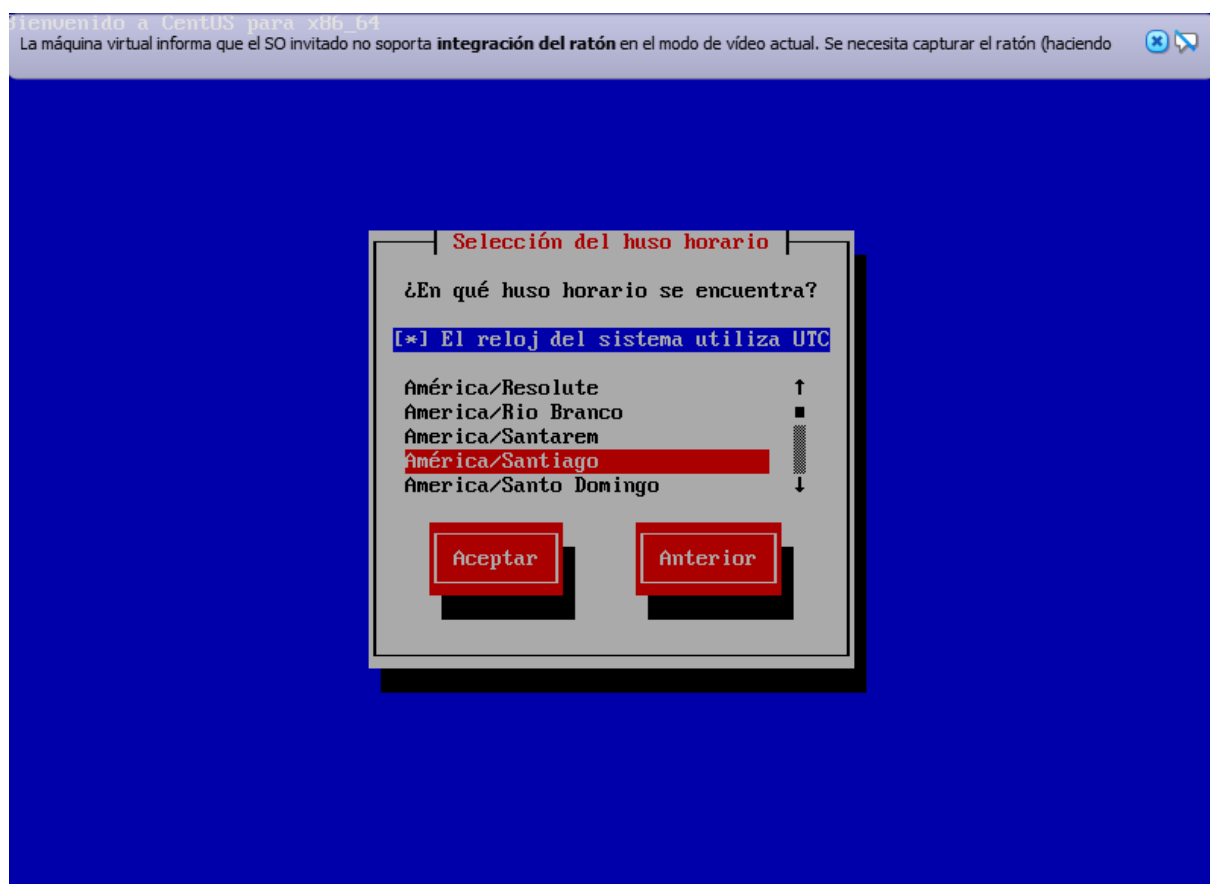 Bienvenido a CentOS para x86_64
La máquina virtual informa que el SO invitado no soporta integración del ratón en el modo de vídeo actual. Se necesita capturar el ratón (haciendo
Selección del huso horario
¿En qué huso horario se encuentra?
[*] El reloj del sistema utiliza UTC
América/Resolute
America/Rio Branco
America/Santarem
América/Santiago
America/Santo Domingo
Aceptar Anterior